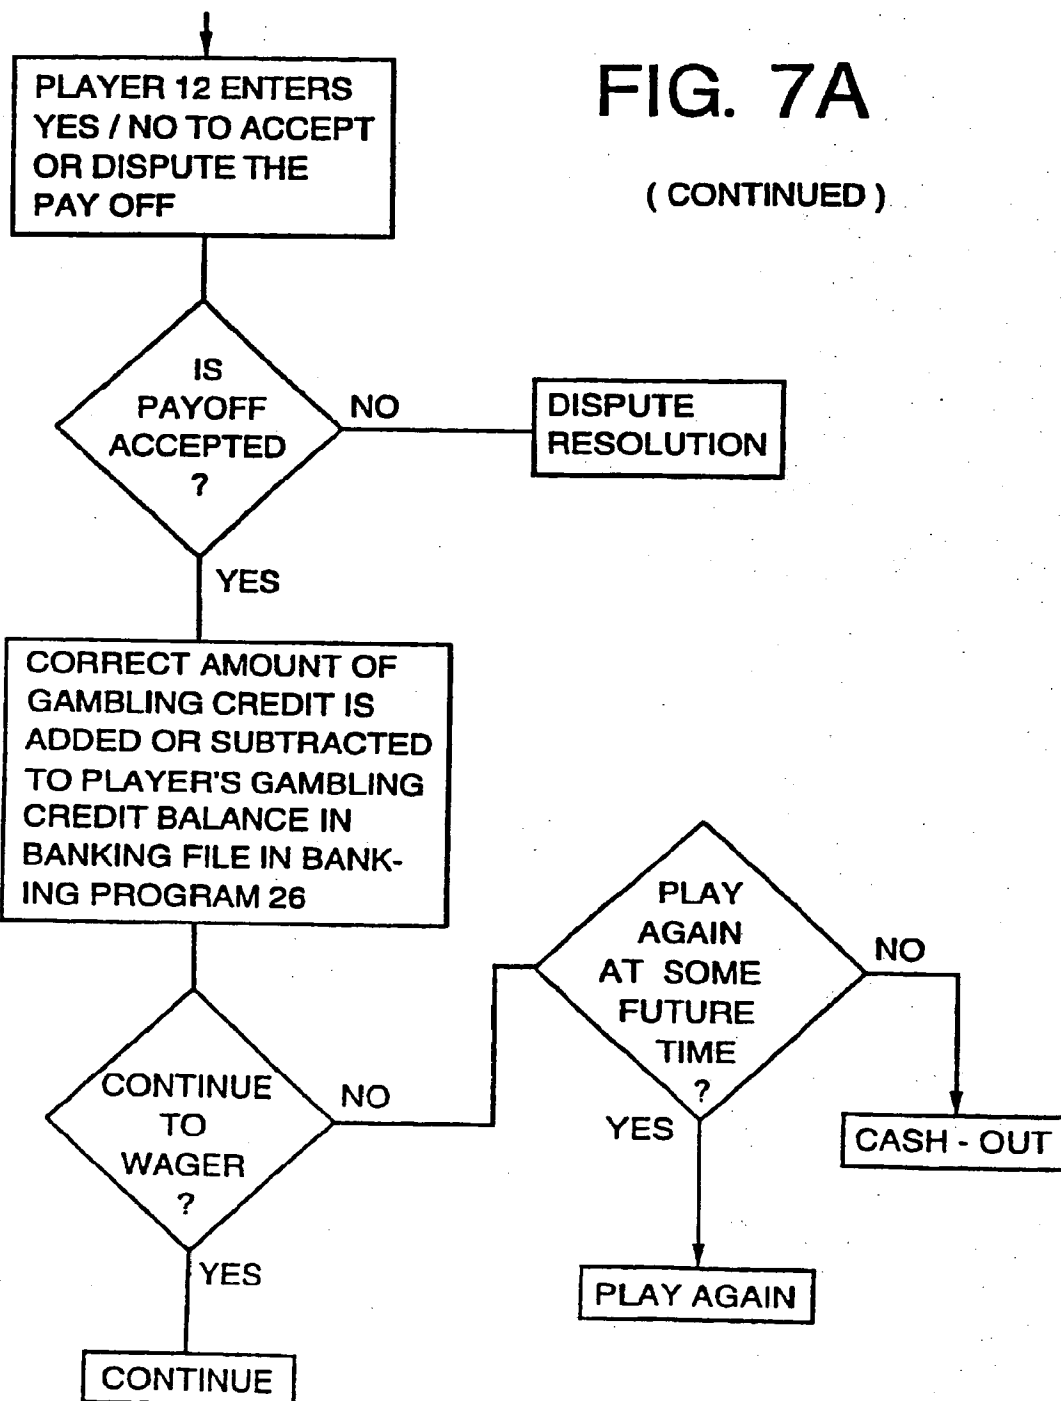 FIG. 7A
( CONTINUED )
PLAYER 12 ENTERS
YES / NO TO ACCEPT
OR DISPUTE THE
PAY OFF
IS
PAYOFF
ACCEPTED
?
NO
DISPUTE
RESOLUTION
YES
CORRECT AMOUNT OF
GAMBLING CREDIT IS
ADDED OR SUBTRACTED
TO PLAYER'S GAMBLING
CREDIT BALANCE IN
BANKING FILE IN BANK-
ING PROGRAM 26
CONTINUE
TO
WAGER
?
NO
YES
CONTINUE
PLAY
AGAIN
AT SOME
FUTURE
TIME
?
NO
CASH - OUT
YES
PLAY AGAIN